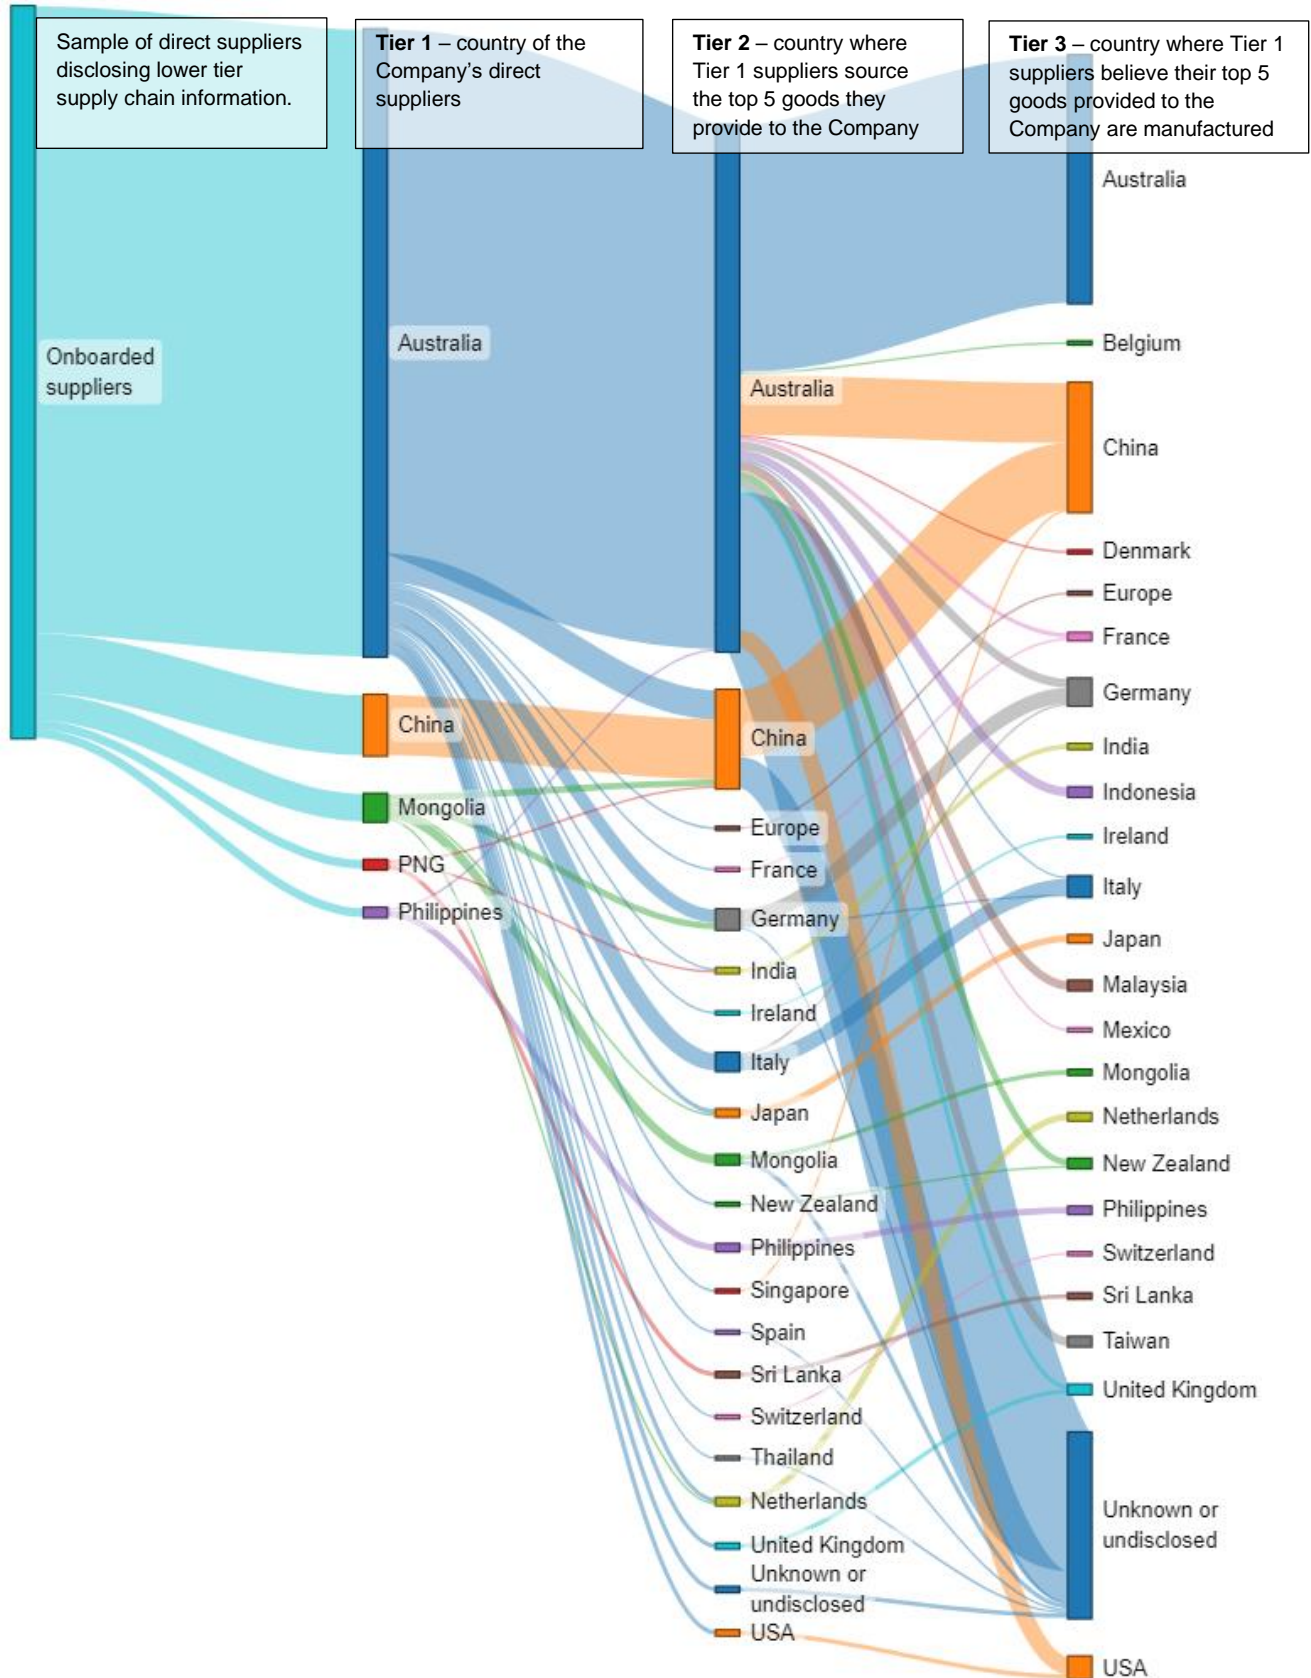 Sample of direct suppliers
disclosing lower tier
supply chain information.
Tier 1 – country of the
Company's direct
suppliers
Tier 2 – country where
Tier 1 suppliers source
the top 5 goods they
provide to the Company
Tier 3 – country where Tier 1
suppliers believe their top 5
goods provided to the
Company are manufactured
Onboarded
suppliers
Australia
China
Mongolia
PNG
Philippines
Australia
China
Europe
France
Germany
India
Ireland
Italy
Japan
Mongolia
New Zealand
Philippines
Singapore
Spain
Sri Lanka
Switzerland
Thailand
Netherlands
United Kingdom
Unknown or
undisclosed
USA
Australia
Belgium
China
Denmark
Europe
France
Germany
India
Indonesia
Ireland
Italy
Japan
Malaysia
Mexico
Mongolia
Netherlands
New Zealand
Philippines
Switzerland
Sri Lanka
Taiwan
United Kingdom
Unknown or
undisclosed
USA